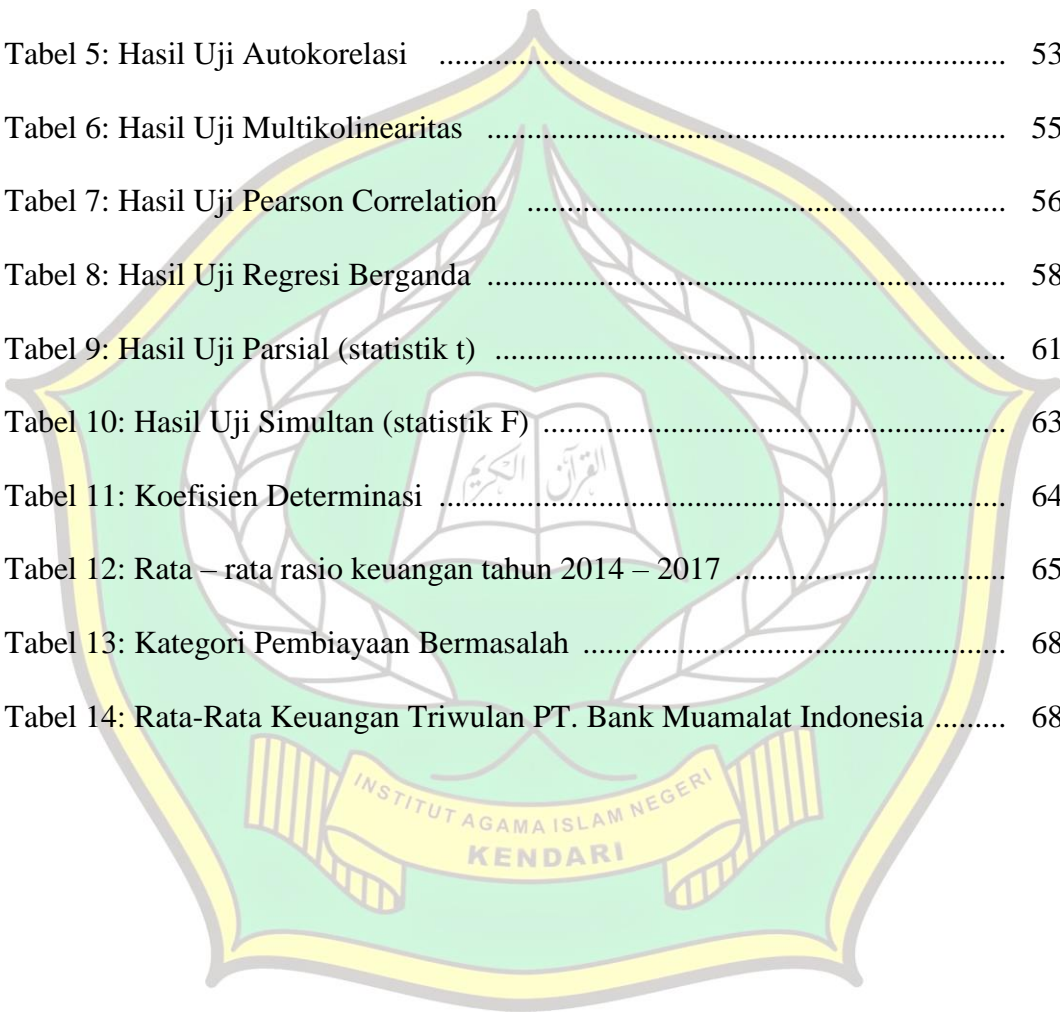 Tabel 5: Hasil Uji Autokorelasi ........................................................................ 53
Tabel 6: Hasil Uji Multikolinearitas .................................................................. 55
Tabel 7: Hasil Uji Pearson Correlation ............................................................. 56
Tabel 8: Hasil Uji Regresi Berganda .................................................................. 58
Tabel 9: Hasil Uji Parsial (statistik t) ................................................................. 61
Tabel 10: Hasil Uji Simultan (statistik F) ........................................................... 63
Tabel 11: Koefisien Determinasi ........................................................................ 64
Tabel 12: Rata – rata rasio keuangan tahun 2014 – 2017 ................................... 65
Tabel 13: Kategori Pembiayaan Bermasalah ...................................................... 68
Tabel 14: Rata-Rata Keuangan Triwulan PT. Bank Muamalat Indonesia ......... 68
القرآن الكريم
INSTITUT AGAMA ISLAM NEGERI
KENDARI